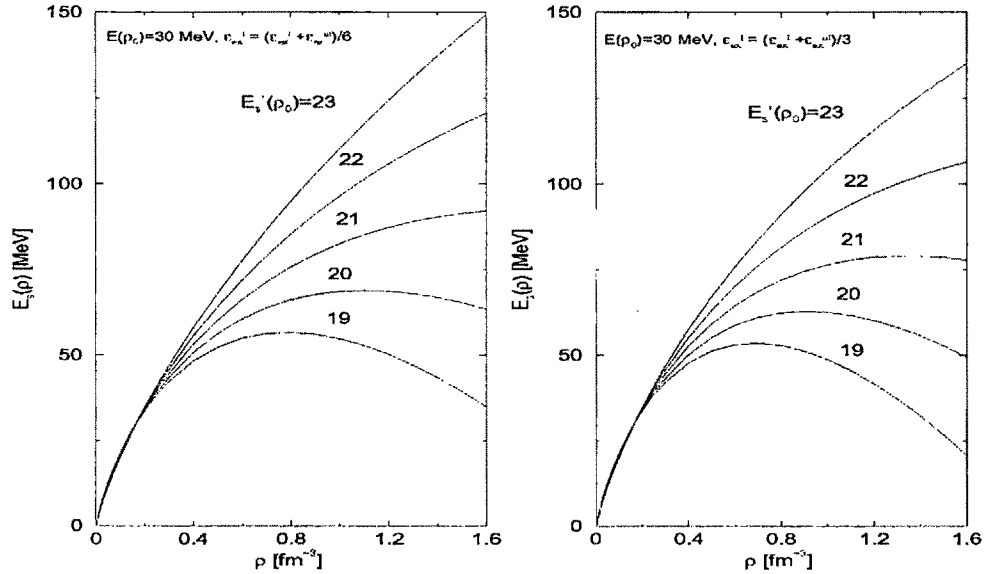 150
100
50
0
E_s(ρ) [MeV]
E(ρ₀)=30 MeV, ε_ex^l = (ε_ex^l +ε_ex^ul)/6
E_s'(ρ₀)=23
22
21
20
19
0 0.4 0.8 1.2 1.6
ρ [fm⁻³]
150
100
50
0
E_s(ρ) [MeV]
E(ρ₀)=30 MeV, ε_ex^l = (ε_ex^l +ε_ex^ul)/3
E_s'(ρ₀)=23
22
21
20
19
0 0.4 0.8 1.2 1.6
ρ [fm⁻³]